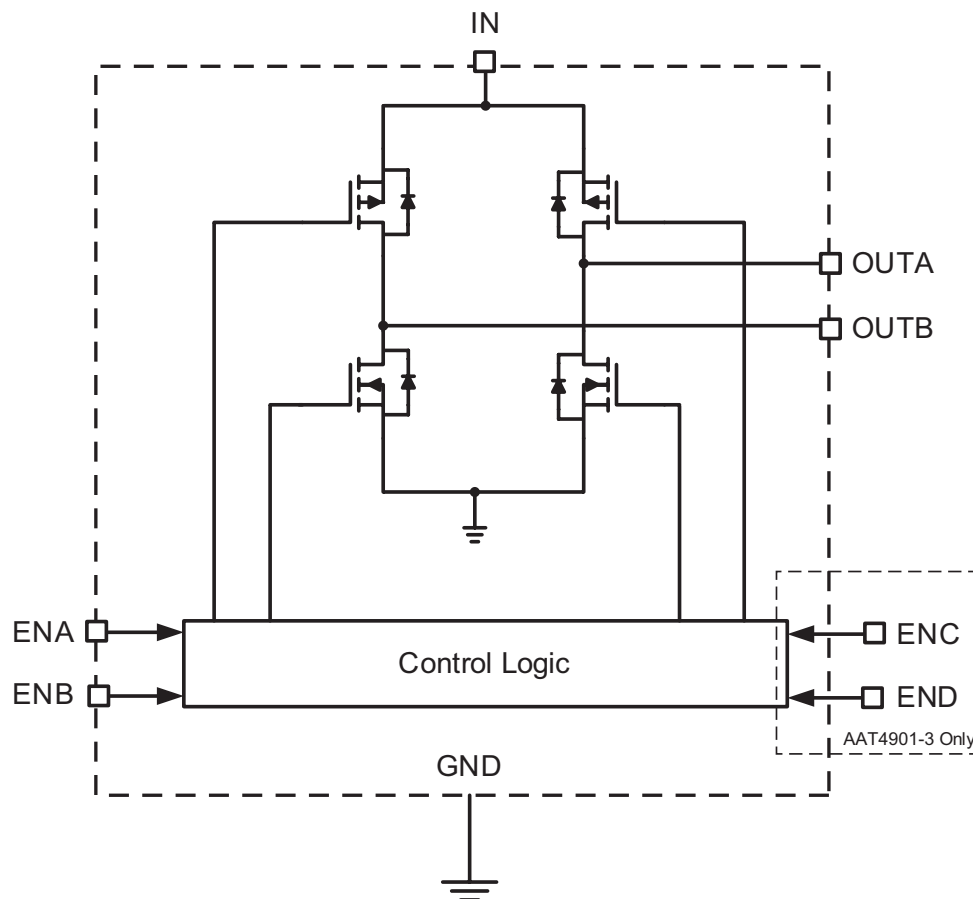 IN
OUTA
OUTB
ENA
ENC
Control Logic
ENB
END
AAT4901-3 Only
GND